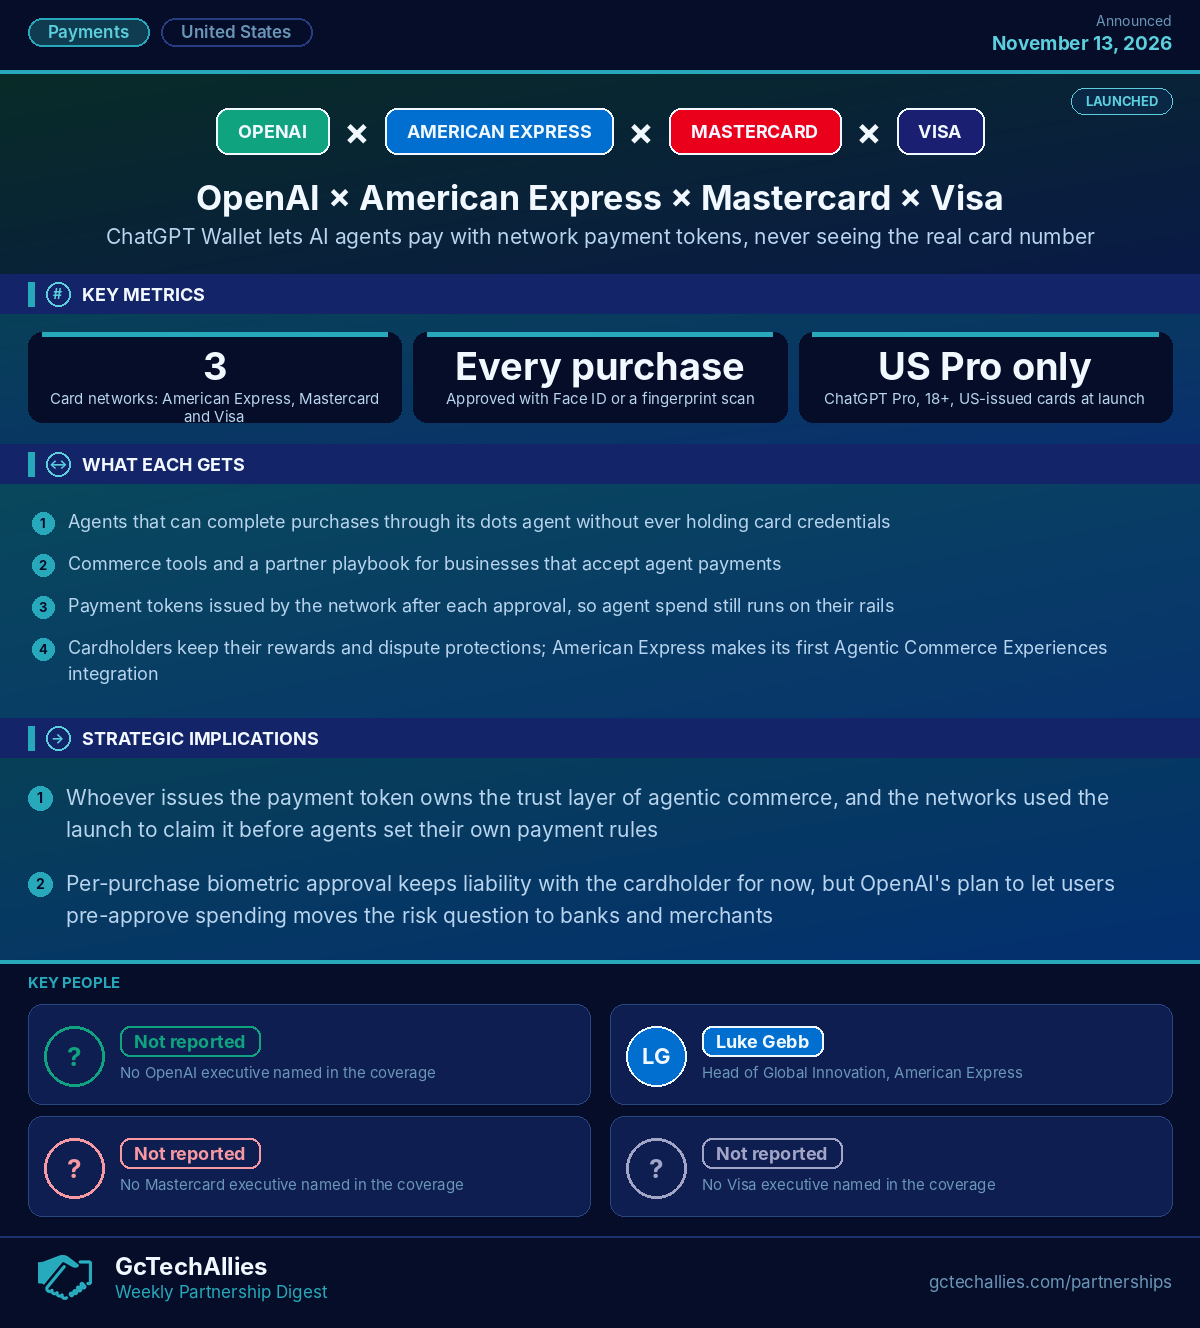 Payments
United States
Announced
November 13, 2026
LAUNCHED
OPENAI × AMERICAN EXPRESS × MASTERCARD × VISA
OpenAI × American Express × Mastercard × Visa
ChatGPT Wallet lets AI agents pay with network payment tokens, never seeing the real card number
# KEY METRICS
3
Card networks: American Express, Mastercard
and Visa
Every purchase
Approved with Face ID or a fingerprint scan
US Pro only
ChatGPT Pro, 18+, US-issued cards at launch
WHAT EACH GETS
1 Agents that can complete purchases through its dots agent without ever holding card credentials
2 Commerce tools and a partner playbook for businesses that accept agent payments
3 Payment tokens issued by the network after each approval, so agent spend still runs on their rails
4 Cardholders keep their rewards and dispute protections; American Express makes its first Agentic Commerce Experiences
integration
STRATEGIC IMPLICATIONS
1 Whoever issues the payment token owns the trust layer of agentic commerce, and the networks used the
launch to claim it before agents set their own payment rules
2 Per-purchase biometric approval keeps liability with the cardholder for now, but OpenAI's plan to let users
pre-approve spending moves the risk question to banks and merchants
KEY PEOPLE
?
Not reported
No OpenAI executive named in the coverage
LG
Luke Gebb
Head of Global Innovation, American Express
?
Not reported
No Mastercard executive named in the coverage
?
Not reported
No Visa executive named in the coverage
GcTechAllies
Weekly Partnership Digest
gctechallies.com/partnerships